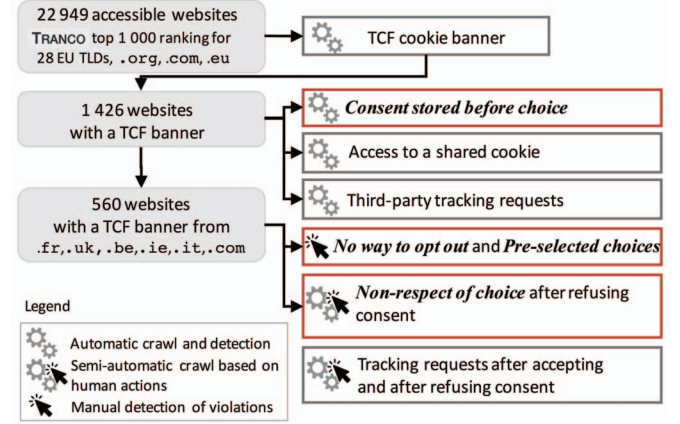 22 949 accessible websites
TRANCO top 1 000 ranking for
28 EU TLDs, .org, .com, .eu
TCF cookie banner
1 426 websites
with a TCF banner
Consent stored before choice
Access to a shared cookie
Third-party tracking requests
560 websites
with a TCF banner from
.fr,.uk,.be,.ie,.it,.com
No way to opt out and Pre-selected choices
Non-respect of choice after refusing
consent
Tracking requests after accepting
and after refusing consent
Legend
Automatic crawl and detection
Semi-automatic crawl based on
human actions
Manual detection of violations